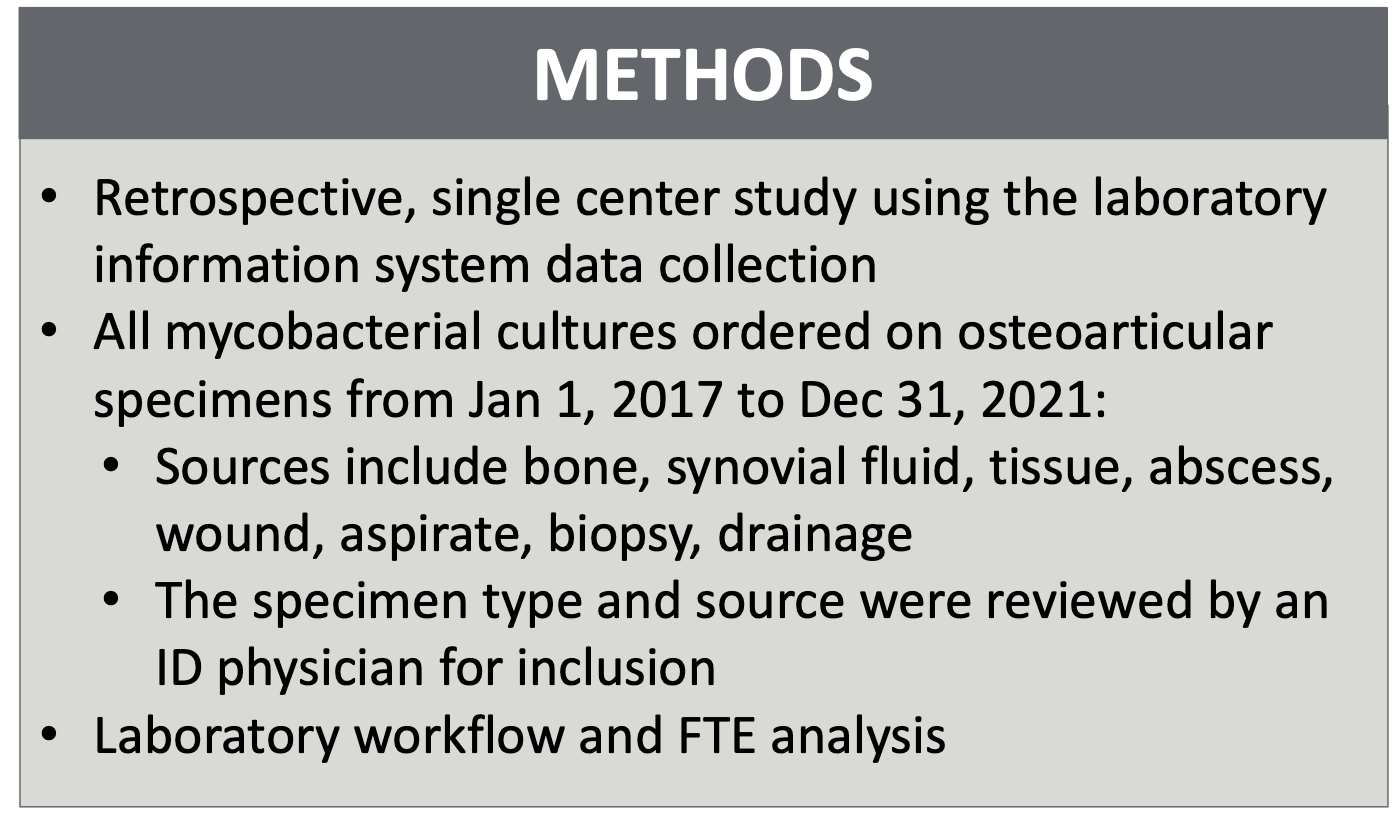 METHODS
• Retrospective, single center study using the laboratory
information system data collection
• All mycobacterial cultures ordered on osteoarticular
specimens from Jan 1, 2017 to Dec 31, 2021:
• Sources include bone, synovial fluid, tissue, abscess,
wound, aspirate, biopsy, drainage
• The specimen type and source were reviewed by an
ID physician for inclusion
• Laboratory workflow and FTE analysis